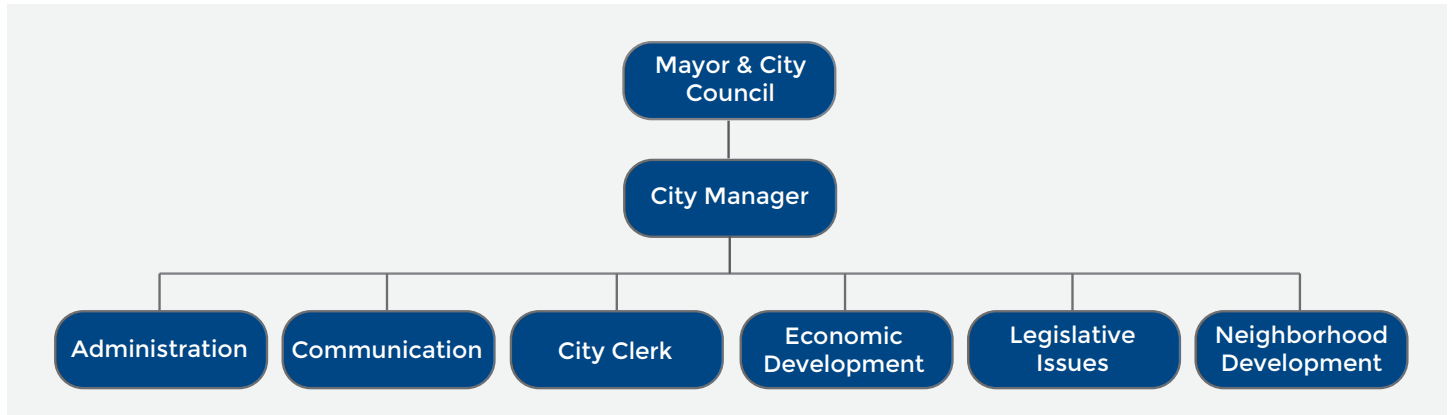 Mayor & City
Council
City Manager
Administration
Communication
City Clerk
Economic
Development
Legislative
Issues
Neighborhood
Development